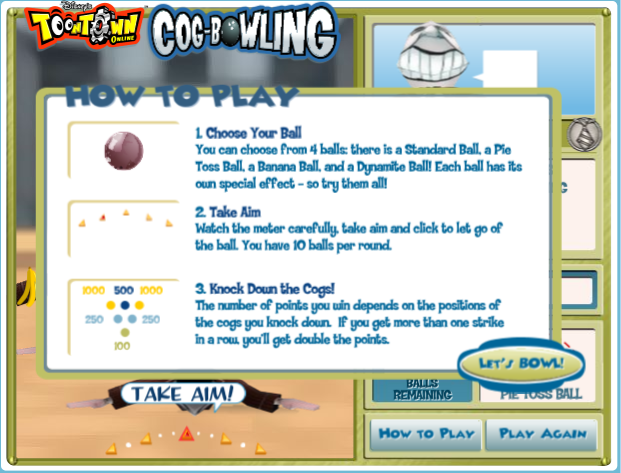 Disney's
TOONTOWN
ONLINE
COG-BOWLING
HOW TO PLAY
1. Choose Your Ball
You can choose from 4 balls: there is a Standard Ball, a Pie
Toss Ball, a Banana Ball, and a Dynamite Ball! Each ball has its
own special effect - so try them all!
2. Take Aim
Watch the meter carefully, take aim and click to let go of
the ball. You have 10 balls per round.
1000 500 1000
250 250
100
3. Knock Down the Cogs!
The number of points you win depends on the positions of
the cogs you knock down. If you get more than one strike
in a row, you'll get double the points.
LET'S BOWL!
TAKE AIM!
BALLS
REMAINING
PIE TOSS BALL
HOW TO PLAY
PLAY AGAIN